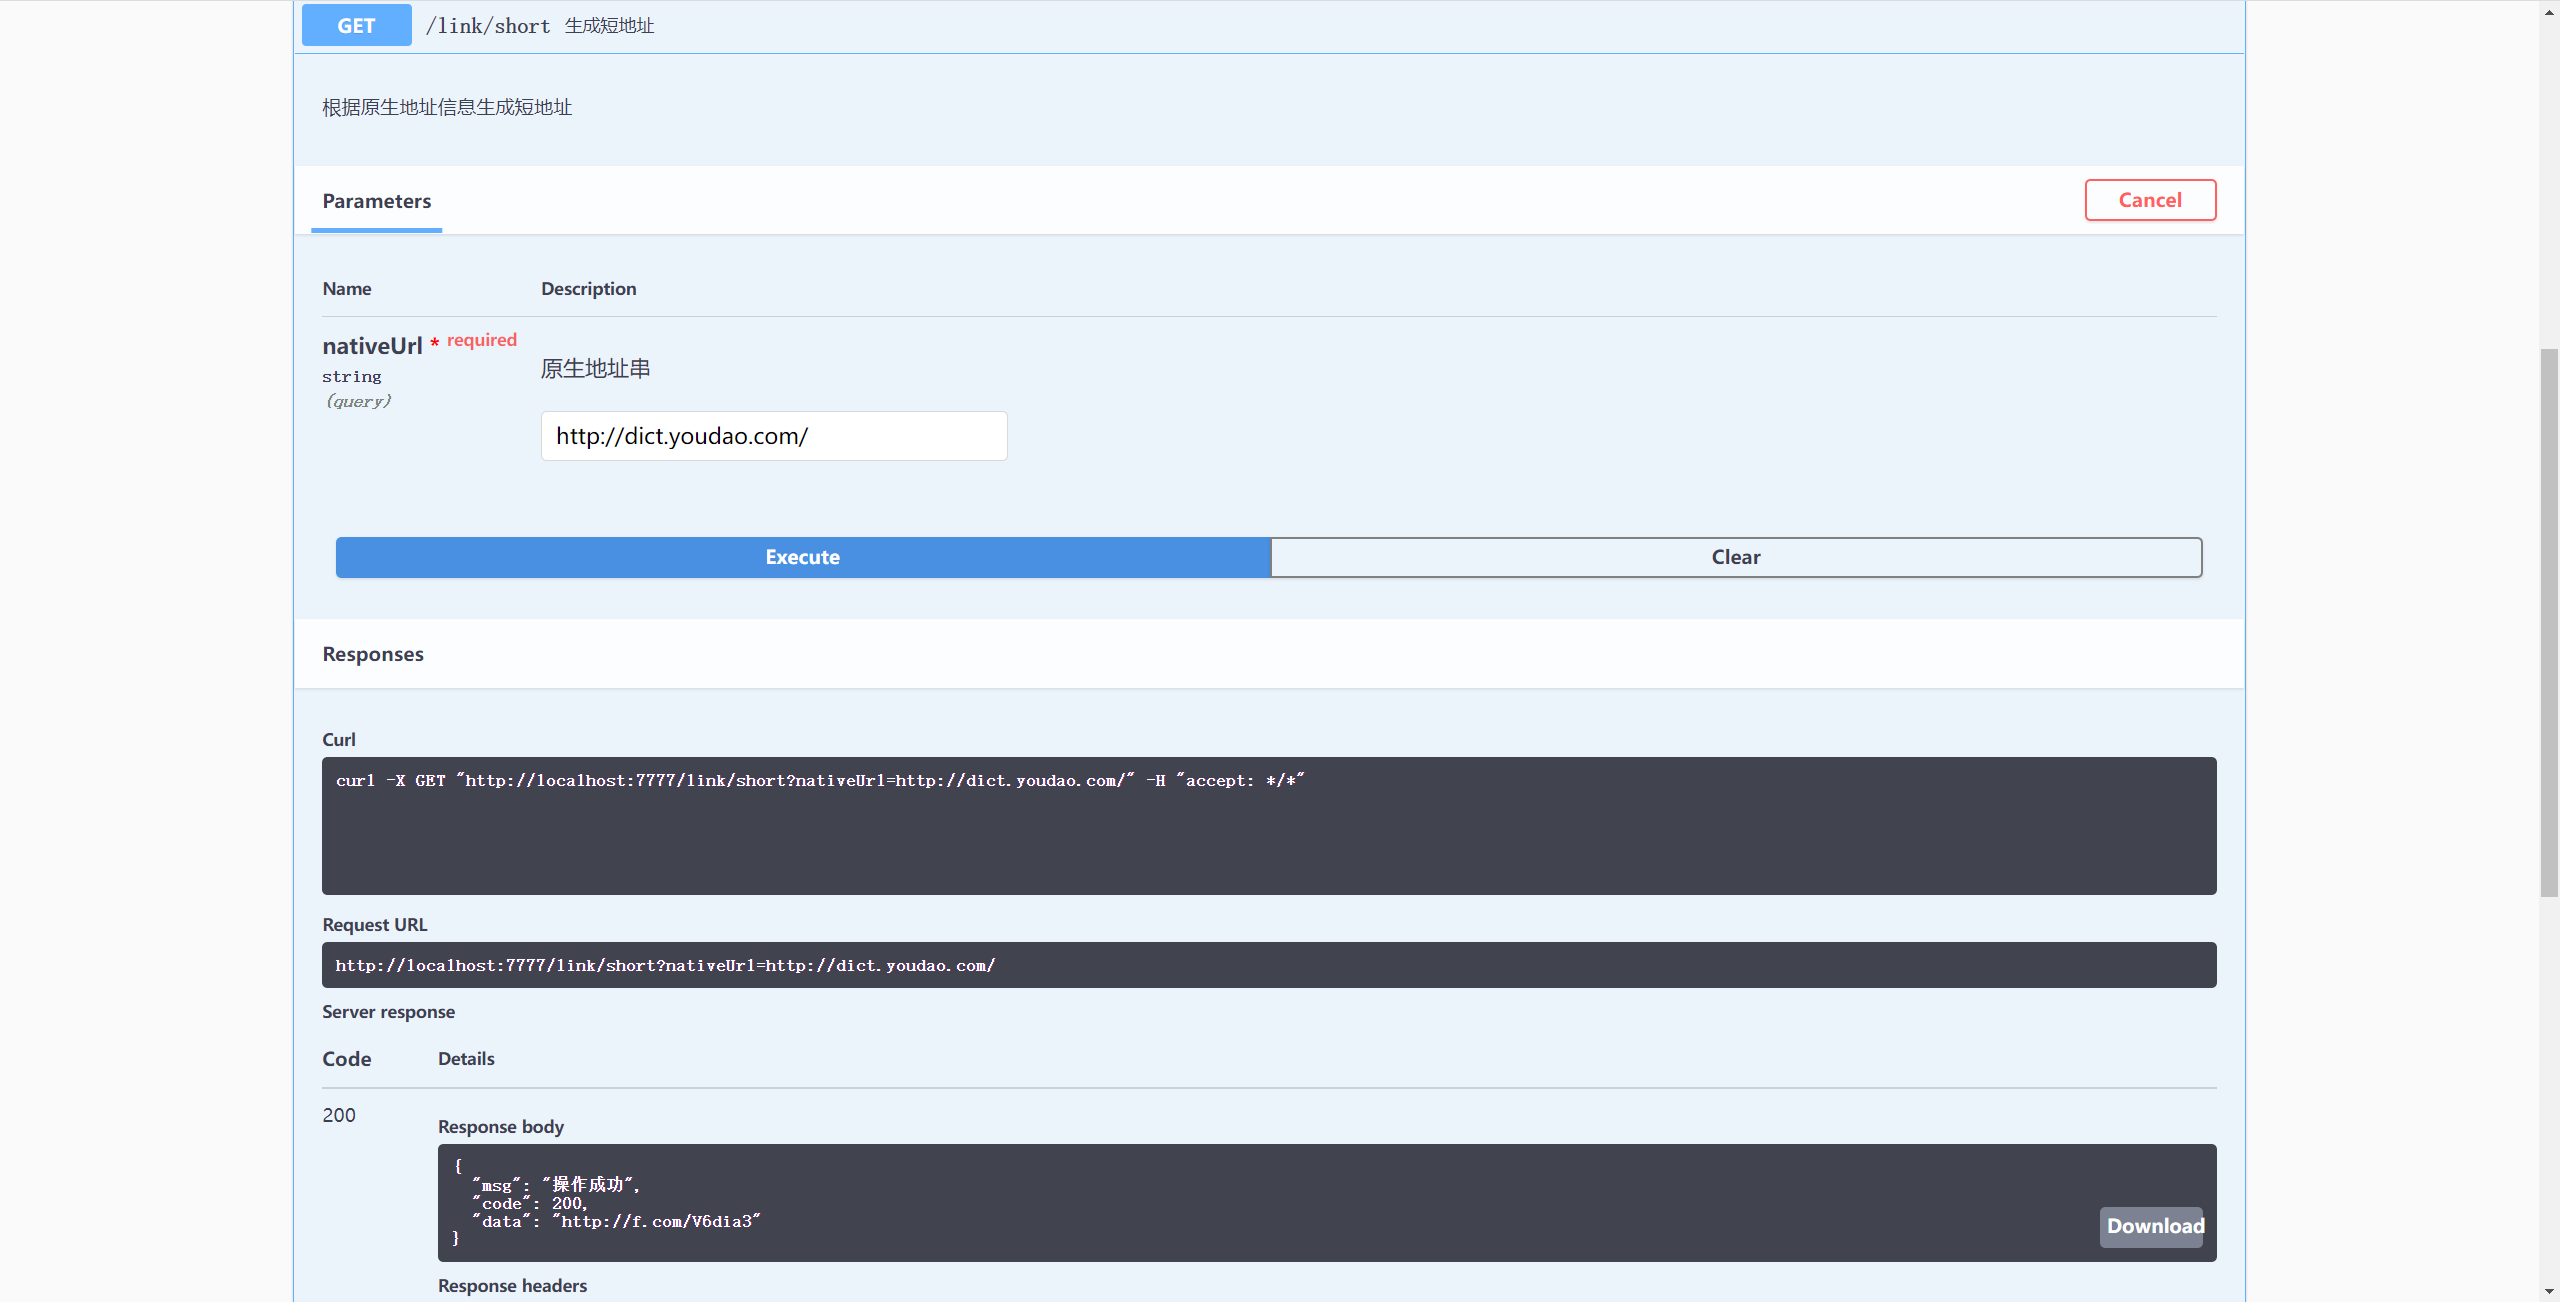 GET /link/short 生成短地址
根据原生地址信息生成短地址
Parameters
Cancel
Name Description
nativeUrl * required
string
(query)
原生地址串
http://dict.youdao.com/
Execute Clear
Responses
Curl
curl -X GET "http://localhost:7777/link/short?nativeUrl=http://dict.youdao.com/" -H "accept: */*"
Request URL
http://localhost:7777/link/short?nativeUrl=http://dict.youdao.com/
Server response
Code Details
200
Response body
{
"msg": "操作成功",
"code": 200,
"data": "http://f.com/V6dia3"
}
Download
Response headers